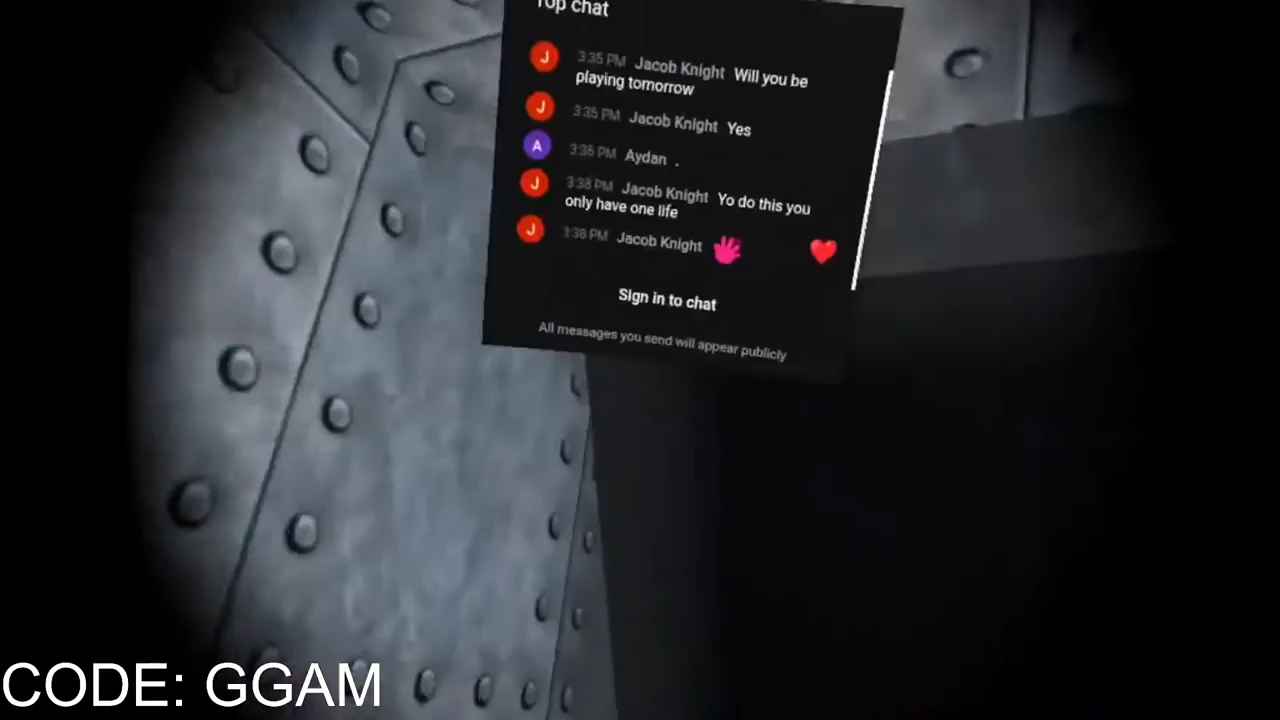 Top chat
J 3:35 PM Jacob Knight Will you be
playing tomorrow
J 3:35 PM Jacob Knight Yes
A 3:36 PM Aydan .
J 3:38 PM Jacob Knight Yo do this you
only have one life
J 3:38 PM Jacob Knight
Sign in to chat
All messages you send will appear publicly
CODE: GGAM